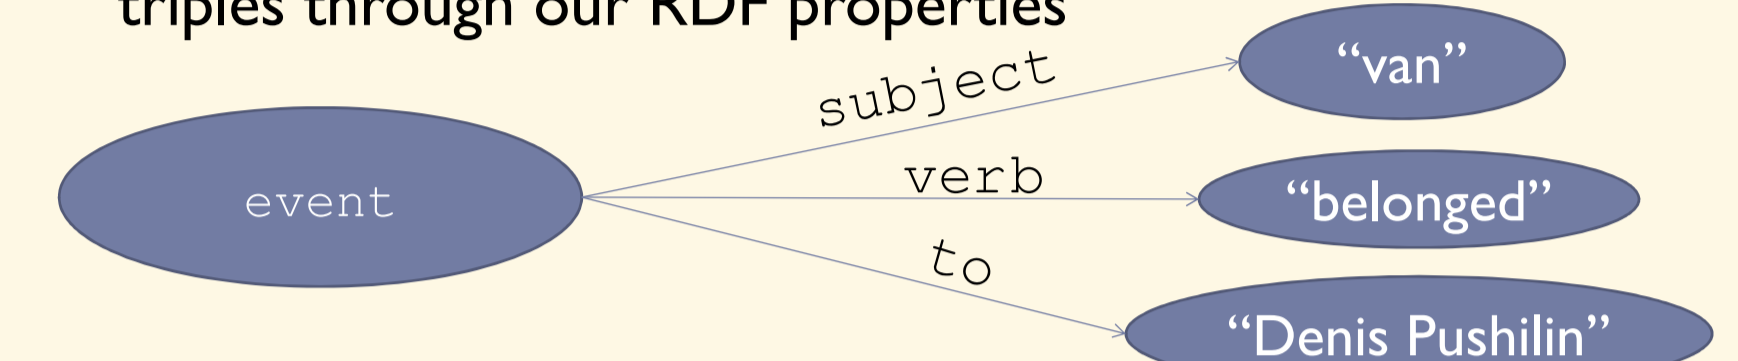 triples through our RDF properties
subject
“van”
event
verb
“belonged”
to
“Denis Pushilin”